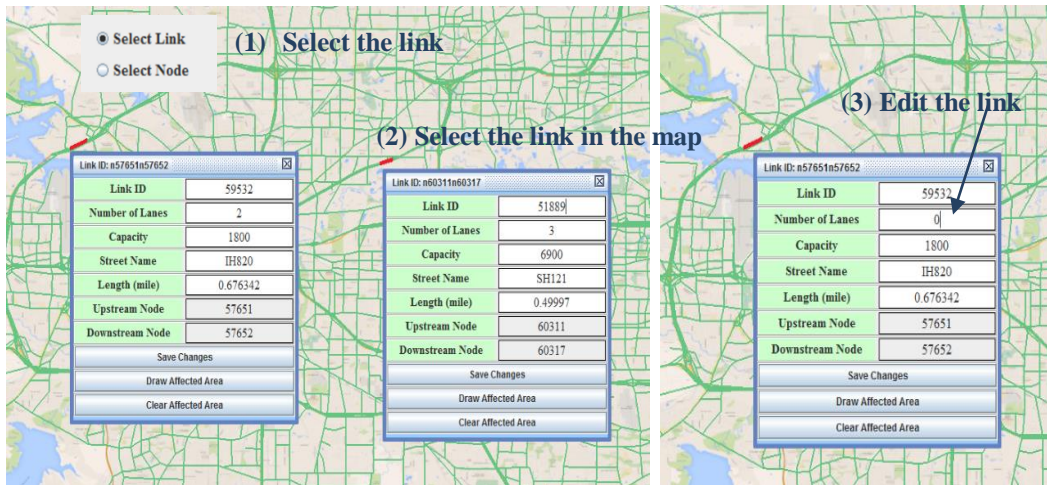 Select Link
Select Node
(1) Select the link
(2) Select the link in the map
Link ID: n57651n57652
Link ID 59532
Number of Lanes 2
Capacity 1800
Street Name IH820
Length (mile) 0.676342
Upstream Node 57651
Downstream Node 57652
Save Changes
Draw Affected Area
Clear Affected Area
Link ID: n60311n60317
Link ID 51889
Number of Lanes 3
Capacity 6900
Street Name SH121
Length (mile) 0.49997
Upstream Node 60311
Downstream Node 60317
Save Changes
Draw Affected Area
Clear Affected Area
(3) Edit the link
Link ID: n57651n57652
Link ID 59532
Number of Lanes 0
Capacity 1800
Street Name IH820
Length (mile) 0.676342
Upstream Node 57651
Downstream Node 57652
Save Changes
Draw Affected Area
Clear Affected Area